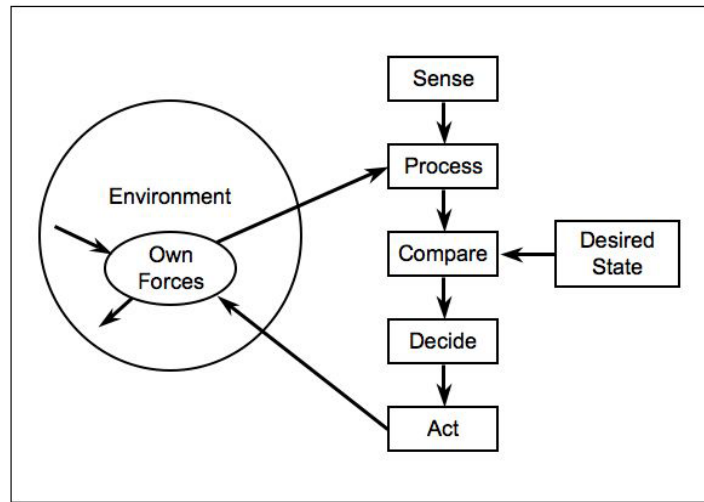 Sense
Process
Environment
Own
Forces
Compare
Desired
State
Decide
Act